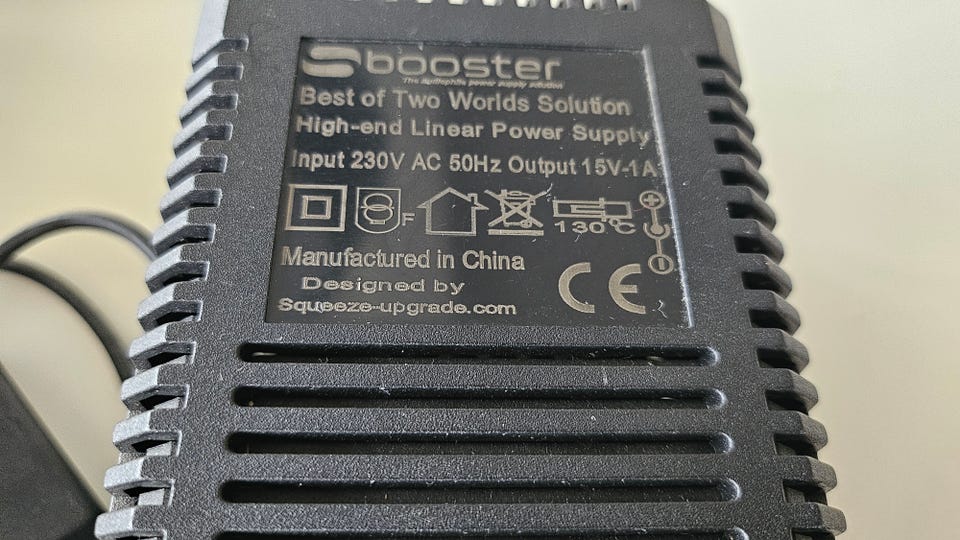 Sbooster
The audiophile power supply solution
Best of Two Worlds Solution
High-end Linear Power Supply
Input 230V AC 50Hz Output 15V-1A
F
130°C
Manufactured in China
Designed by
Squeeze-upgrade.com
CE